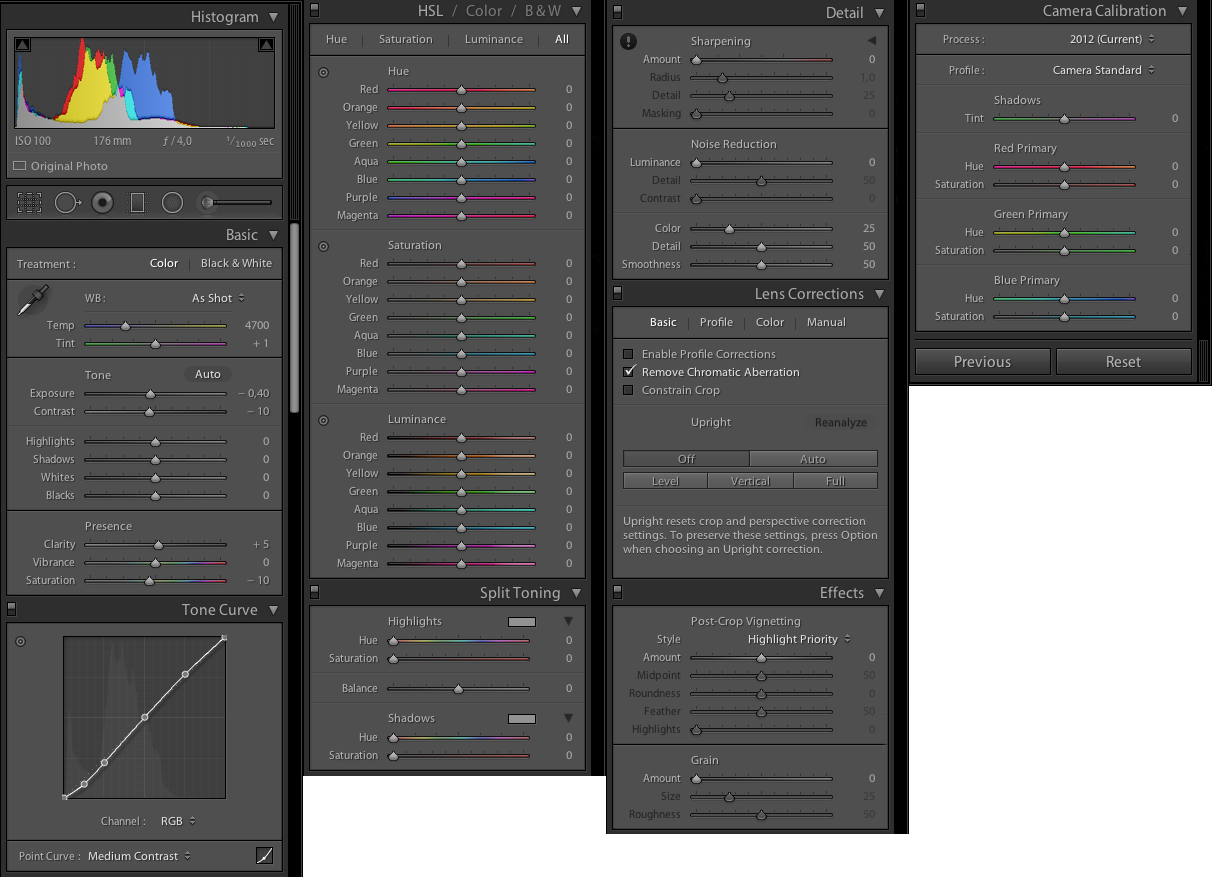 Histogram
ISO 100 176 mm ƒ / 4,0 1/1000 sec
Original Photo
Basic
Treatment : Color Black & White
WB : As Shot
Temp 4700
Tint + 1
Tone Auto
Exposure − 0,40
Contrast − 10
Highlights 0
Shadows 0
Whites 0
Blacks 0
Presence
Clarity + 5
Vibrance 0
Saturation − 10
Tone Curve
Channel : RGB
Point Curve : Medium Contrast
HSL / Color / B & W
Hue Saturation Luminance All
Hue
Red 0
Orange 0
Yellow 0
Green 0
Aqua 0
Blue 0
Purple 0
Magenta 0
Saturation
Red 0
Orange 0
Yellow 0
Green 0
Aqua 0
Blue 0
Purple 0
Magenta 0
Luminance
Red 0
Orange 0
Yellow 0
Green 0
Aqua 0
Blue 0
Purple 0
Magenta 0
Split Toning
Highlights
Hue 0
Saturation 0
Balance 0
Shadows
Hue 0
Saturation 0
Detail
Sharpening
Amount 0
Radius 1,0
Detail 25
Masking 0
Noise Reduction
Luminance 0
Detail 50
Contrast 0
Color 25
Detail 50
Smoothness 50
Lens Corrections
Basic Profile Color Manual
Enable Profile Corrections
Remove Chromatic Aberration
Constrain Crop
Upright Reanalyze
Off Auto
Level Vertical Full
Upright resets crop and perspective correction
settings. To preserve these settings, press Option
when choosing an Upright correction.
Effects
Post-Crop Vignetting
Style Highlight Priority
Amount 0
Midpoint 50
Roundness 0
Feather 50
Highlights 0
Grain
Amount 0
Size 25
Roughness 50
Camera Calibration
Process : 2012 (Current)
Profile : Camera Standard
Shadows
Tint 0
Red Primary
Hue 0
Saturation 0
Green Primary
Hue 0
Saturation 0
Blue Primary
Hue 0
Saturation 0
Previous Reset